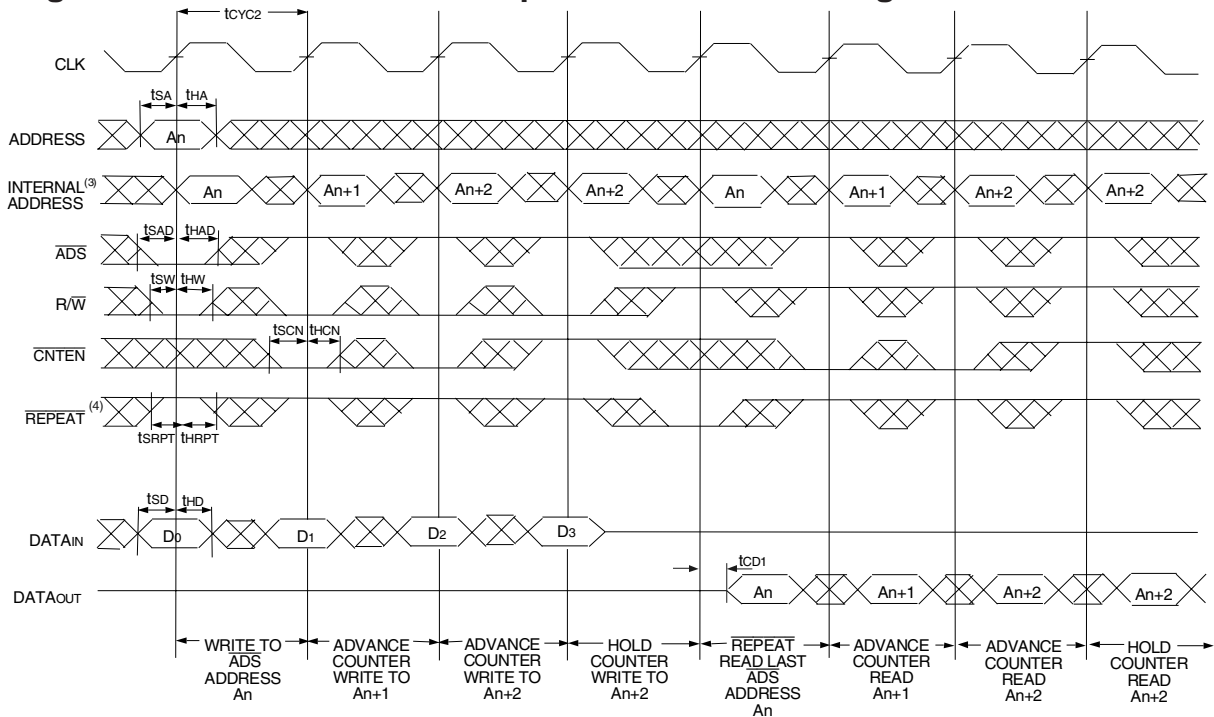 tCYC2
CLK
tSA tHA
ADDRESS An
INTERNAL(3) ADDRESS An An+1 An+2 An+2 An An+1 An+2 An+2
tSAD tHAD
ADS
tSW tHW
R/W
tSCN tHCN
CNTEN
REPEAT (4)
tSRPT tHRPT
tSD tHD
DATAIN D0 D1 D2 D3
tCD1
DATAOUT An An+1 An+2 An+2
WRITE TO
ADS
ADDRESS
An
ADVANCE
COUNTER
WRITE TO
An+1
ADVANCE
COUNTER
WRITE TO
An+2
HOLD
COUNTER
WRITE TO
An+2
REPEAT
READ LAST
ADS
ADDRESS
An
ADVANCE
COUNTER
READ
An+1
ADVANCE
COUNTER
READ
An+2
HOLD
COUNTER
READ
An+2